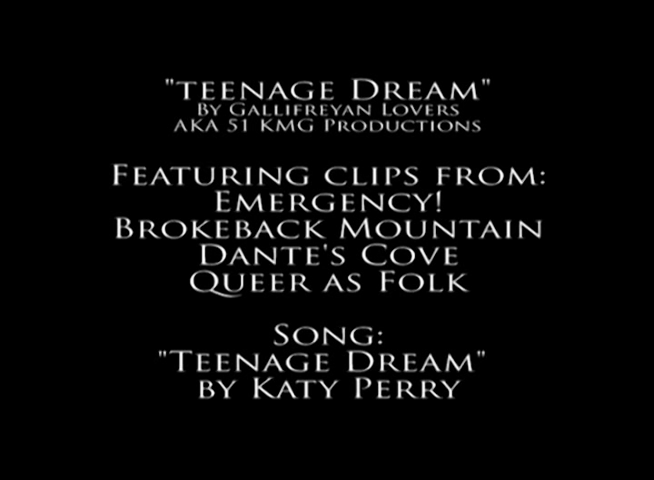 "Teenage Dream"
By Gallifreyan Lovers
AKA 51 KMG Productions
Featuring clips from:
Emergency!
Brokeback Mountain
Dante's Cove
Queer as Folk
Song:
"Teenage Dream"
by Katy Perry